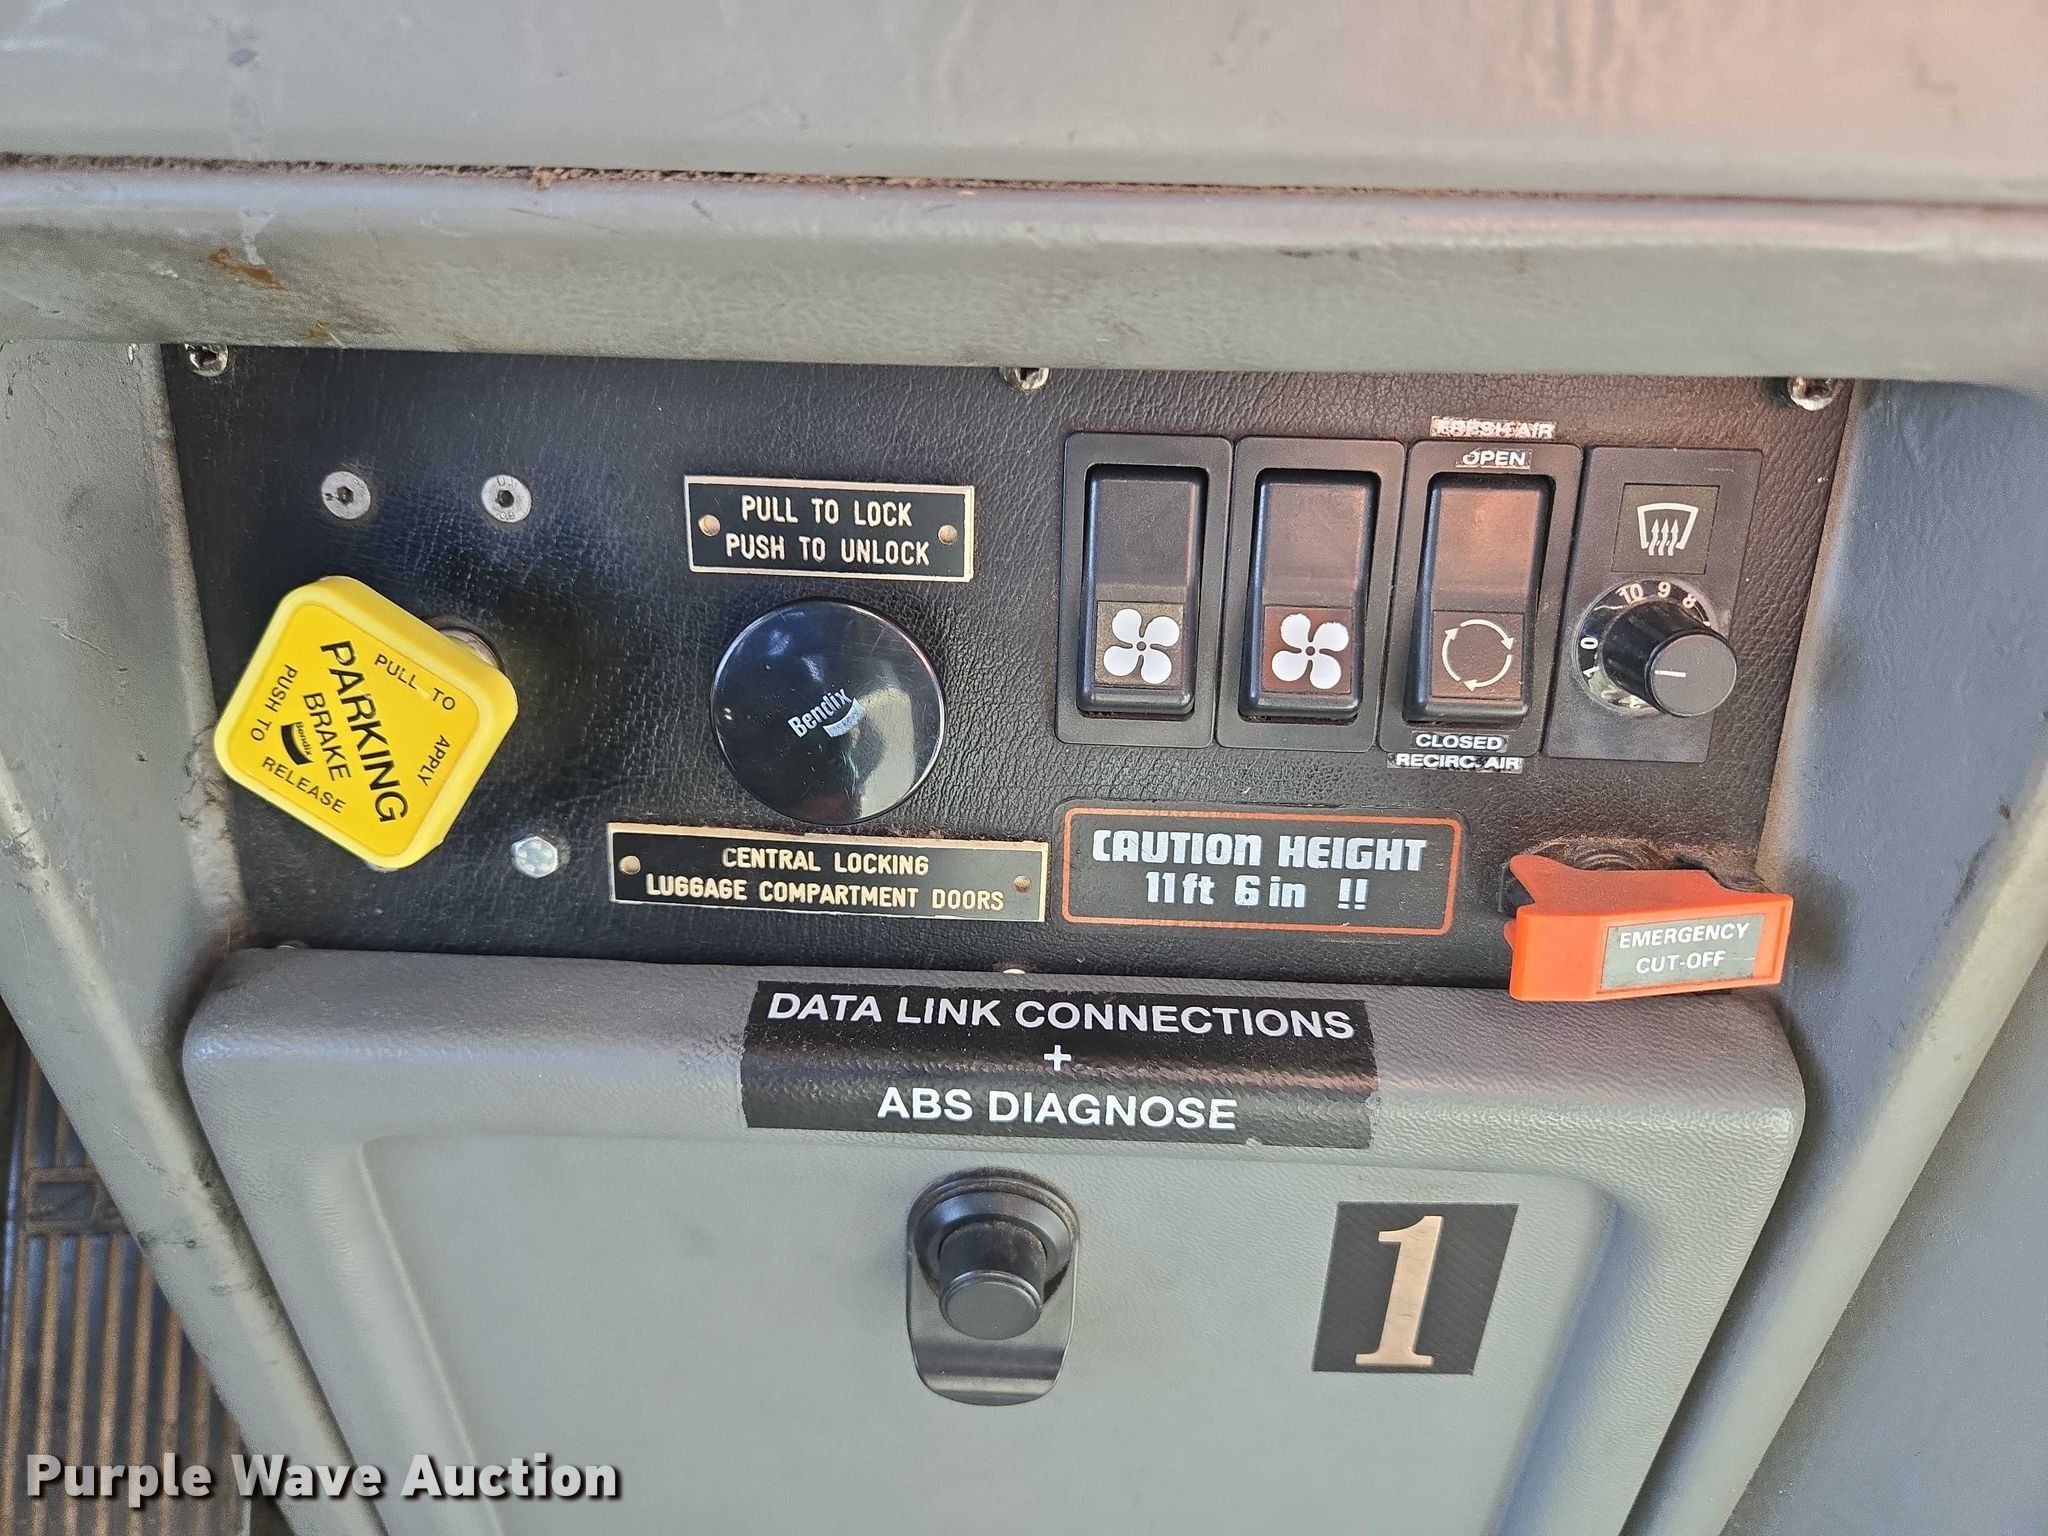 PULL TO LOCK
PUSH TO UNLOCK
FRESH AIR
OPEN
10 9 8
0
PULL TO APPLY
PARKING
BRAKE
Bendix
PUSH TO RELEASE
Bendix
CLOSED
RECIRC. AIR
CENTRAL LOCKING
LUGGAGE COMPARTMENT DOORS
CAUTION HEIGHT
11ft 6in !!
EMERGENCY
CUT-OFF
DATA LINK CONNECTIONS
+
ABS DIAGNOSE
1
Purple Wave Auction